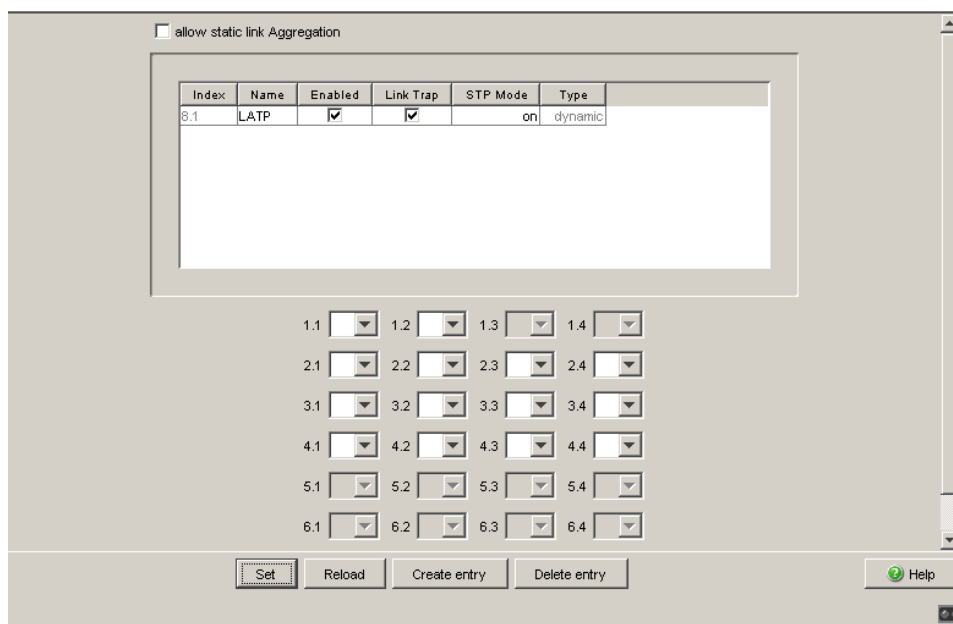 allow static link Aggregation
Index Name Enabled Link Trap STP Mode Type
8.1 LATP on dynamic
1.1 1.2 1.3 1.4
2.1 2.2 2.3 2.4
3.1 3.2 3.3 3.4
4.1 4.2 4.3 4.4
5.1 5.2 5.3 5.4
6.1 6.2 6.3 6.4
Set Reload Create entry Delete entry Help